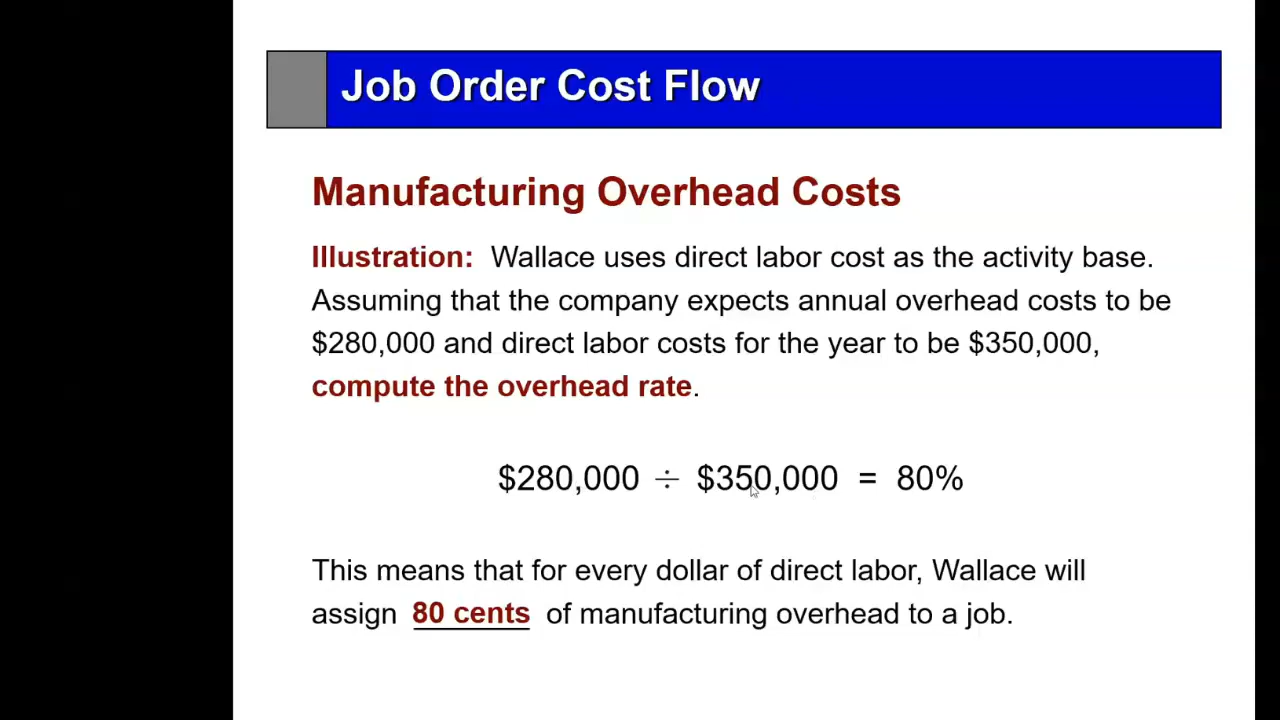 Job Order Cost Flow
Manufacturing Overhead Costs
Illustration: Wallace uses direct labor cost as the activity base.
Assuming that the company expects annual overhead costs to be
$280,000 and direct labor costs for the year to be $350,000,
compute the overhead rate.
$280,000 ÷ $350,000 = 80%
This means that for every dollar of direct labor, Wallace will
assign 80 cents of manufacturing overhead to a job.